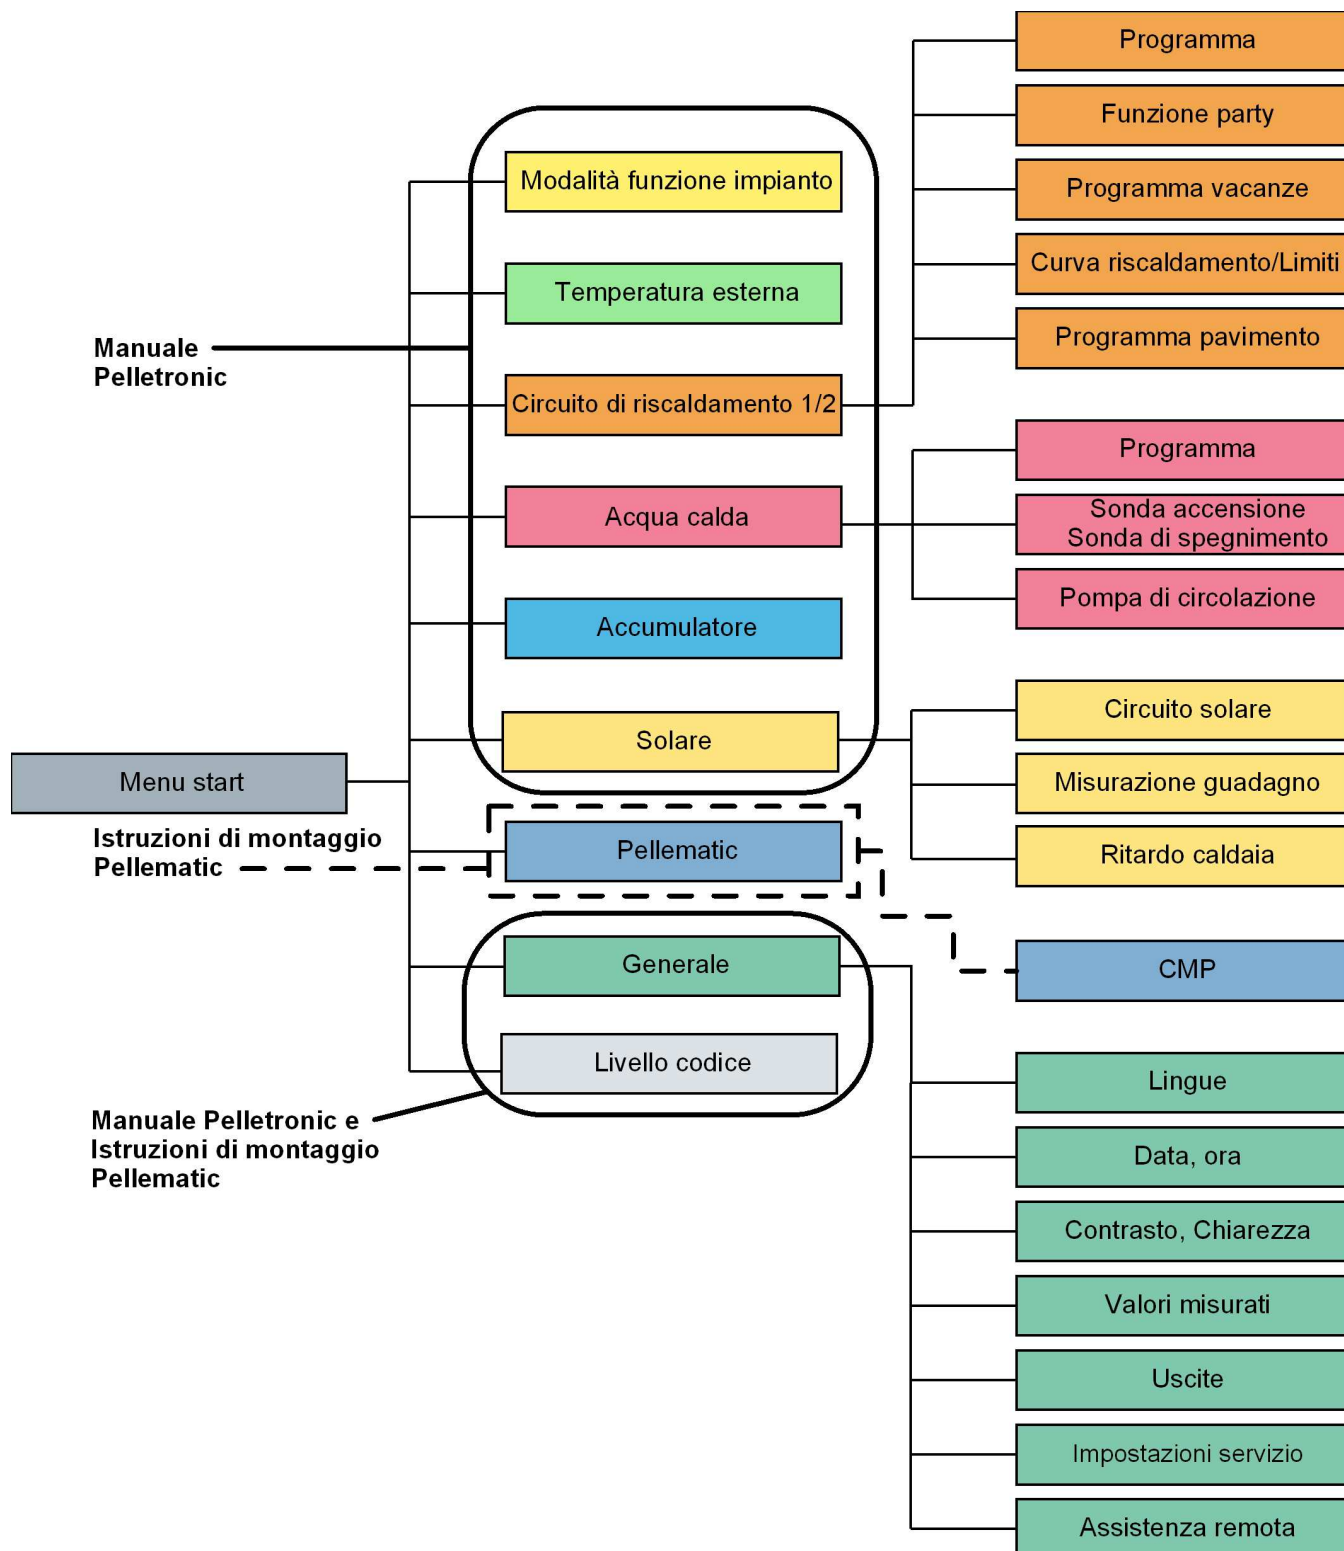 Menu start
Manuale
Pelletronic
Modalità funzione impianto
Temperatura esterna
Circuito di riscaldamento 1/2
Acqua calda
Accumulatore
Solare
Istruzioni di montaggio
Pellematic
Pellematic
Generale
Livello codice
Manuale Pelletronic e
Istruzioni di montaggio
Pellematic
Programma
Funzione party
Programma vacanze
Curva riscaldamento/Limiti
Programma pavimento
Programma
Sonda accensione
Sonda di spegnimento
Pompa di circolazione
Circuito solare
Misurazione guadagno
Ritardo caldaia
CMP
Lingue
Data, ora
Contrasto, Chiarezza
Valori misurati
Uscite
Impostazioni servizio
Assistenza remota